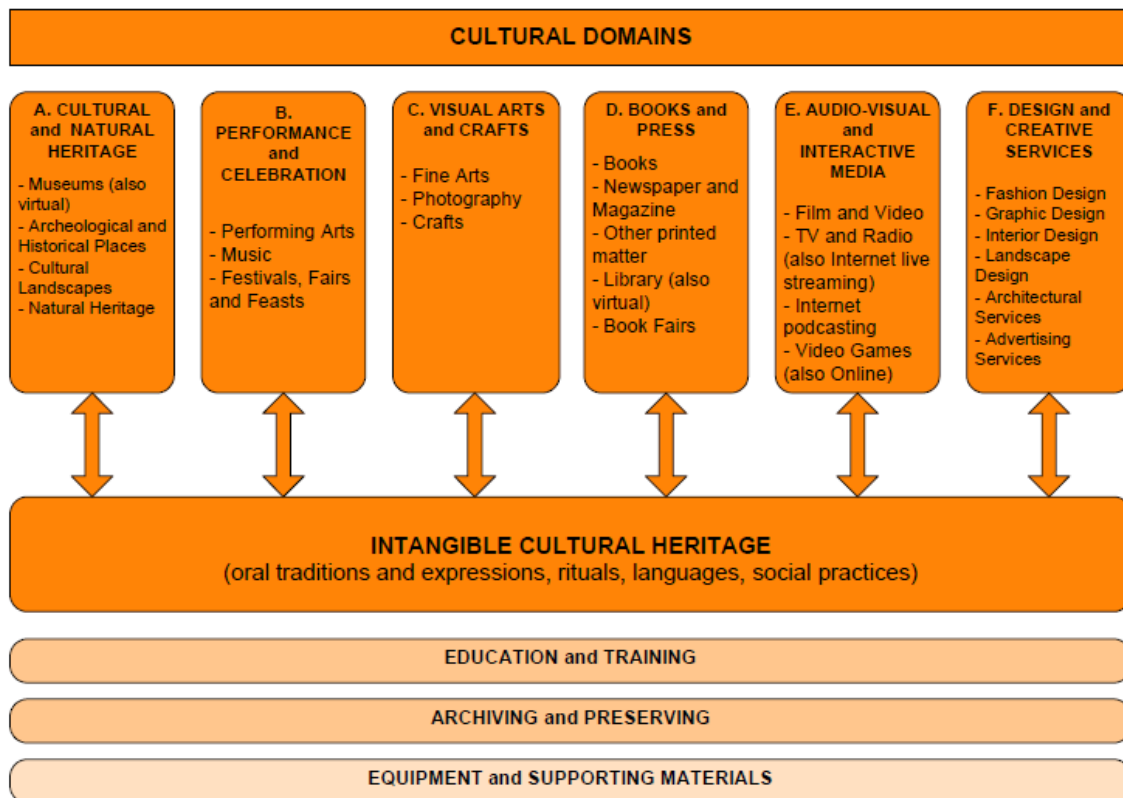 CULTURAL DOMAINS
A. CULTURAL
and NATURAL
HERITAGE
- Museums (also
virtual)
- Archeological and
Historical Places
- Cultural
Landscapes
- Natural Heritage
B.
PERFORMANCE
and
CELEBRATION
- Performing Arts
- Music
- Festivals, Fairs
and Feasts
C. VISUAL ARTS
and CRAFTS
- Fine Arts
- Photography
- Crafts
D. BOOKS and
PRESS
- Books
- Newspaper and
Magazine
- Other printed
matter
- Library (also
virtual)
- Book Fairs
E. AUDIO-VISUAL
and
INTERACTIVE
MEDIA
- Film and Video
- TV and Radio
(also Internet live
streaming)
- Internet
podcasting
- Video Games
(also Online)
F. DESIGN and
CREATIVE
SERVICES
- Fashion Design
- Graphic Design
- Interior Design
- Landscape
Design
- Architectural
Services
- Advertising
Services
INTANGIBLE CULTURAL HERITAGE
(oral traditions and expressions, rituals, languages, social practices)
EDUCATION and TRAINING
ARCHIVING and PRESERVING
EQUIPMENT and SUPPORTING MATERIALS